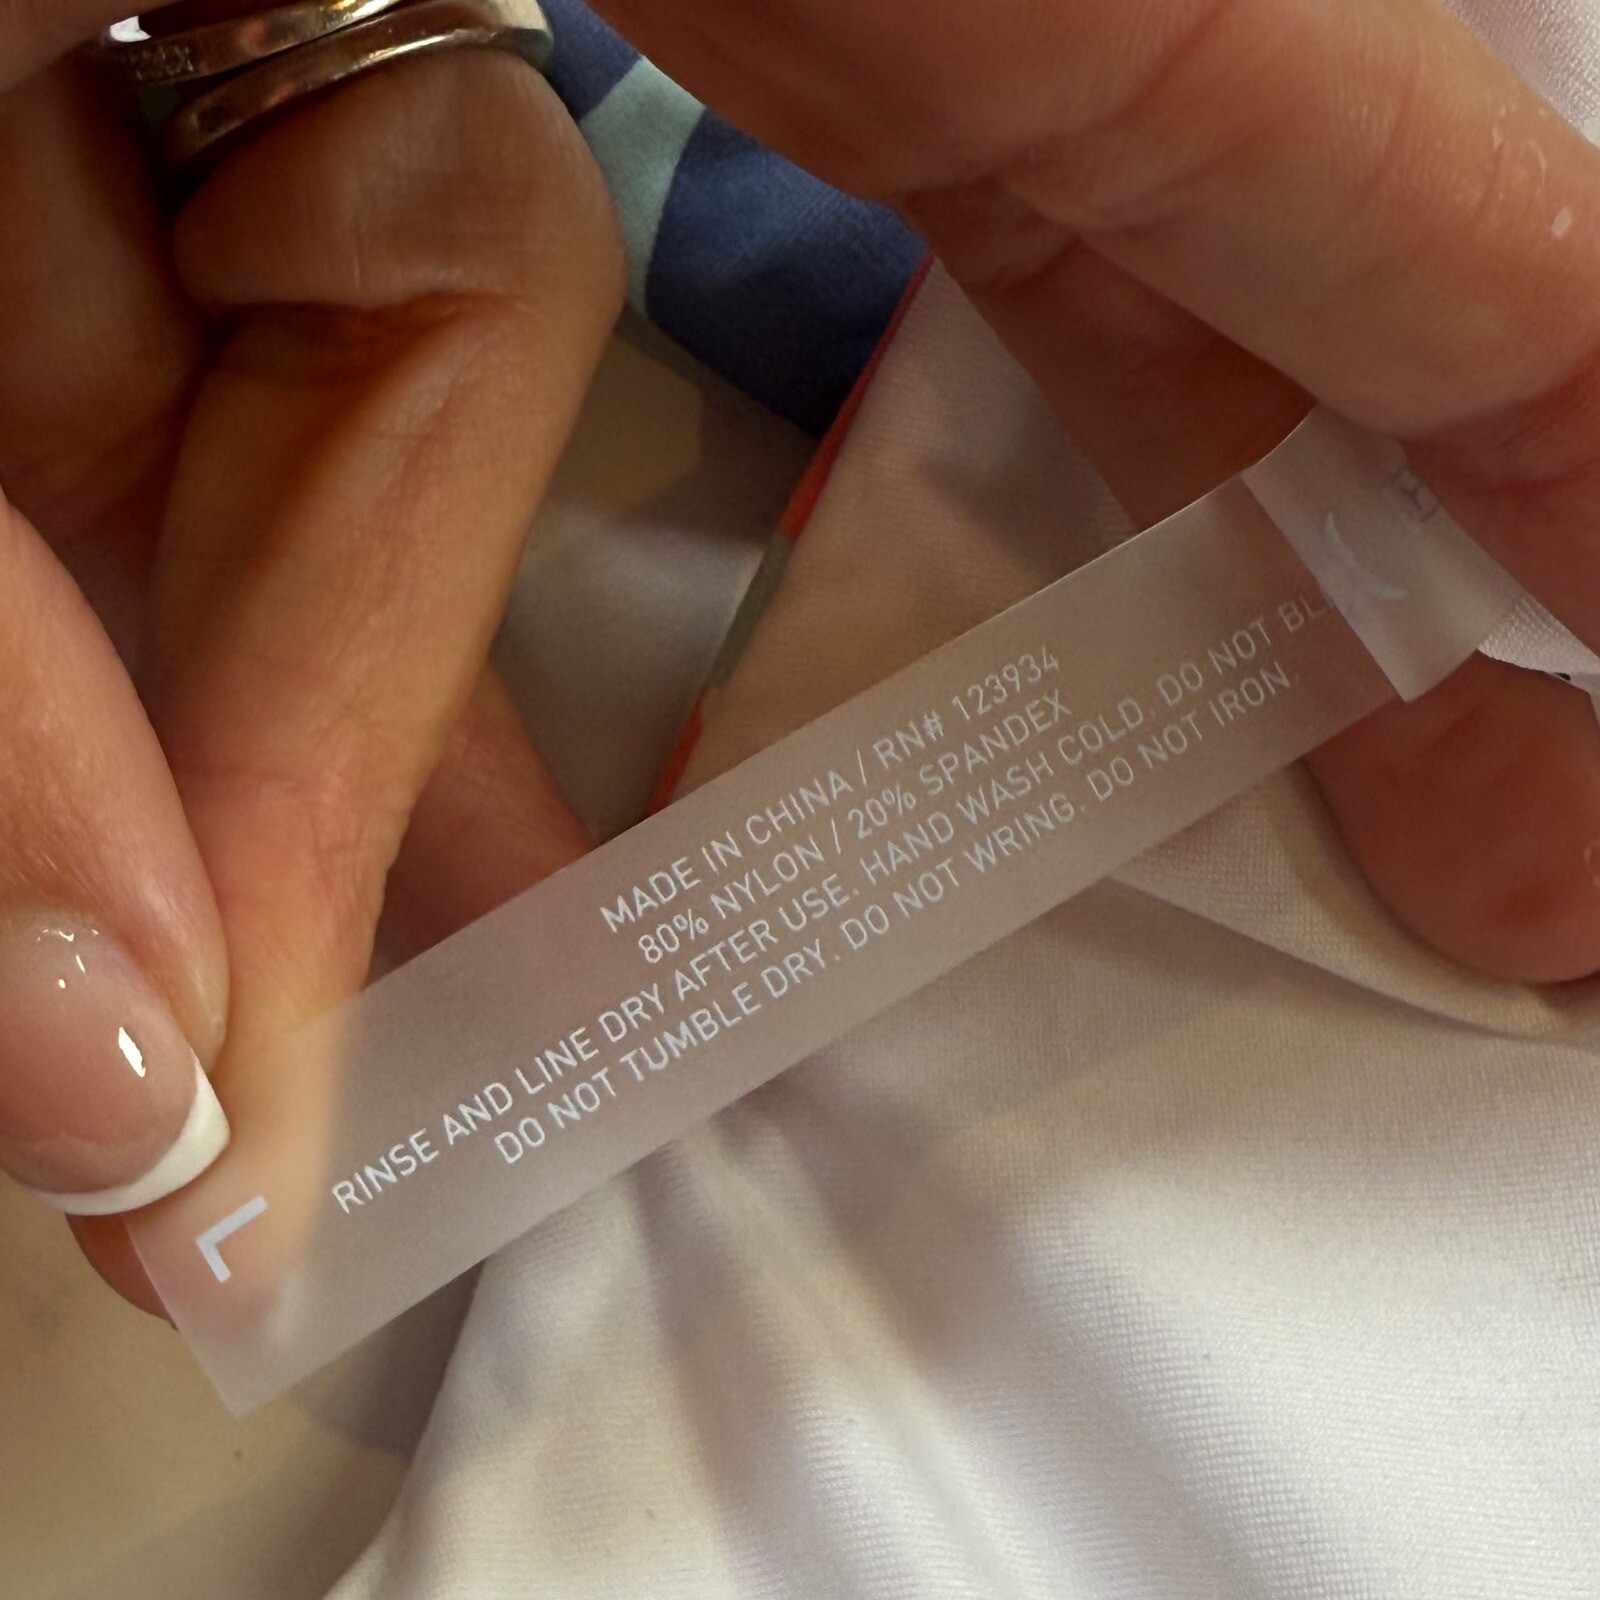 MADE IN CHINA / RN# 123934
80% NYLON / 20% SPANDEX
RINSE AND LINE DRY AFTER USE. HAND WASH COLD. DO NOT
DO NOT TUMBLE DRY. DO NOT WRING. DO NOT IRON.
L